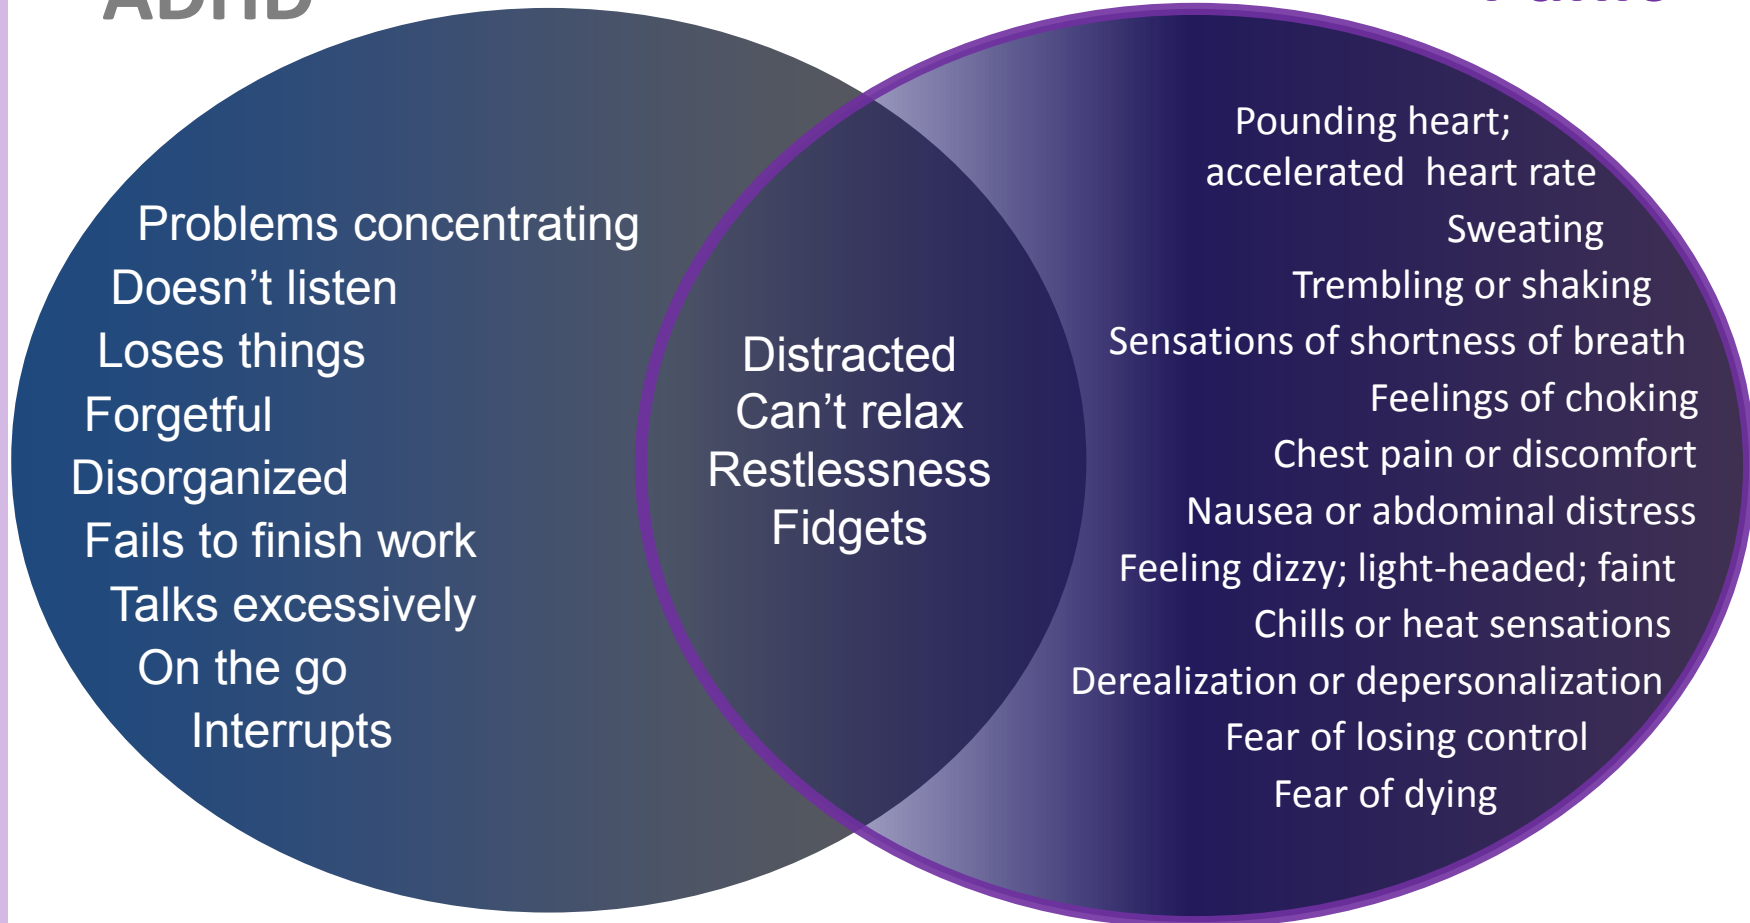 ADHD
Panic
Problems concentrating
Doesn’t listen
Loses things
Forgetful
Disorganized
Fails to finish work
Talks excessively
On the go
Interrupts
Distracted
Can’t relax
Restlessness
Fidgets
Pounding heart;
accelerated heart rate
Sweating
Trembling or shaking
Sensations of shortness of breath
Feelings of choking
Chest pain or discomfort
Nausea or abdominal distress
Feeling dizzy; light-headed; faint
Chills or heat sensations
Derealization or depersonalization
Fear of losing control
Fear of dying